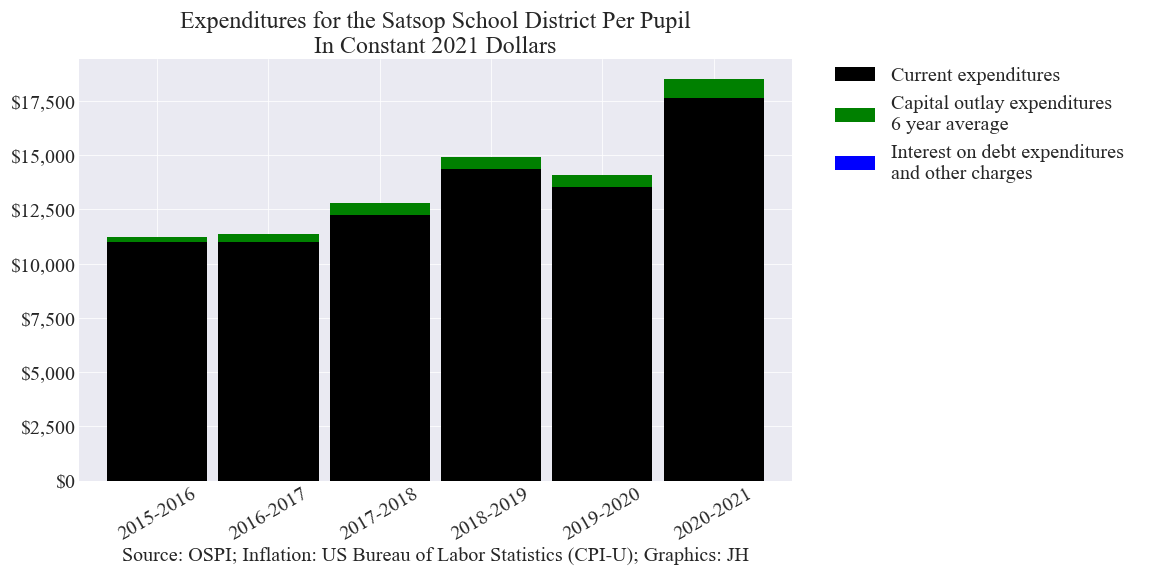 Expenditures for the Satsop School District Per Pupil
In Constant 2021 Dollars
Current expenditures
Capital outlay expenditures
6 year average
Interest on debt expenditures
and other charges
$17,500
$15,000
$12,500
$10,000
$7,500
$5,000
$2,500
$0
2015-2016
2016-2017
2017-2018
2018-2019
2019-2020
2020-2021
Source: OSPI; Inflation: US Bureau of Labor Statistics (CPI-U); Graphics: JH